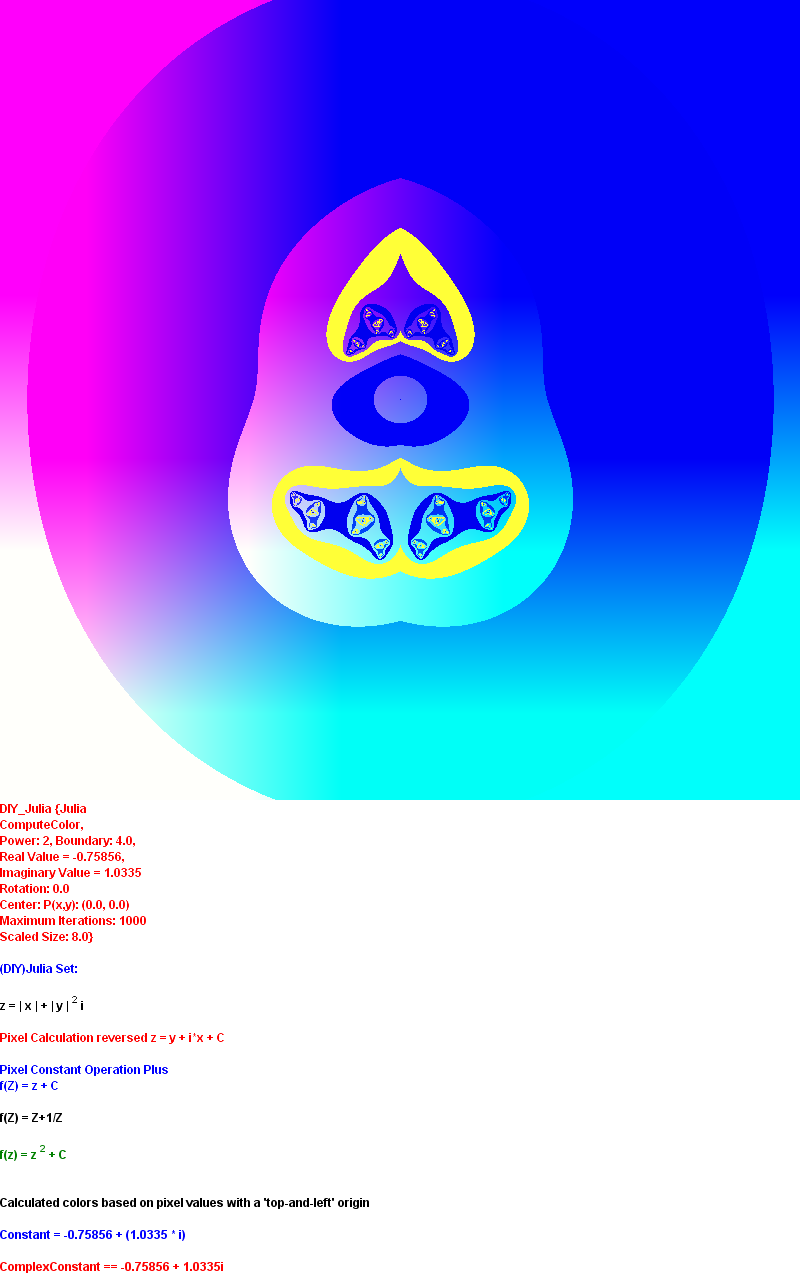 DIY_Julia {Julia
ComputeColor,
Power: 2, Boundary: 4.0,
Real Value = -0.75856,
Imaginary Value = 1.0335
Rotation: 0.0
Center: P(x,y): (0.0, 0.0)
Maximum Iterations: 1000
Scaled Size: 8.0}
(DIY)Julia Set:
z = | x | + | y | ² i
Pixel Calculation reversed z = y + i*x + C
Pixel Constant Operation Plus
f(Z) = z + C
f(Z) = Z+1/Z
f(z) = z ² + C
Calculated colors based on pixel values with a 'top-and-left' origin
Constant = -0.75856 + (1.0335 * i)
ComplexConstant == -0.75856 + 1.0335i